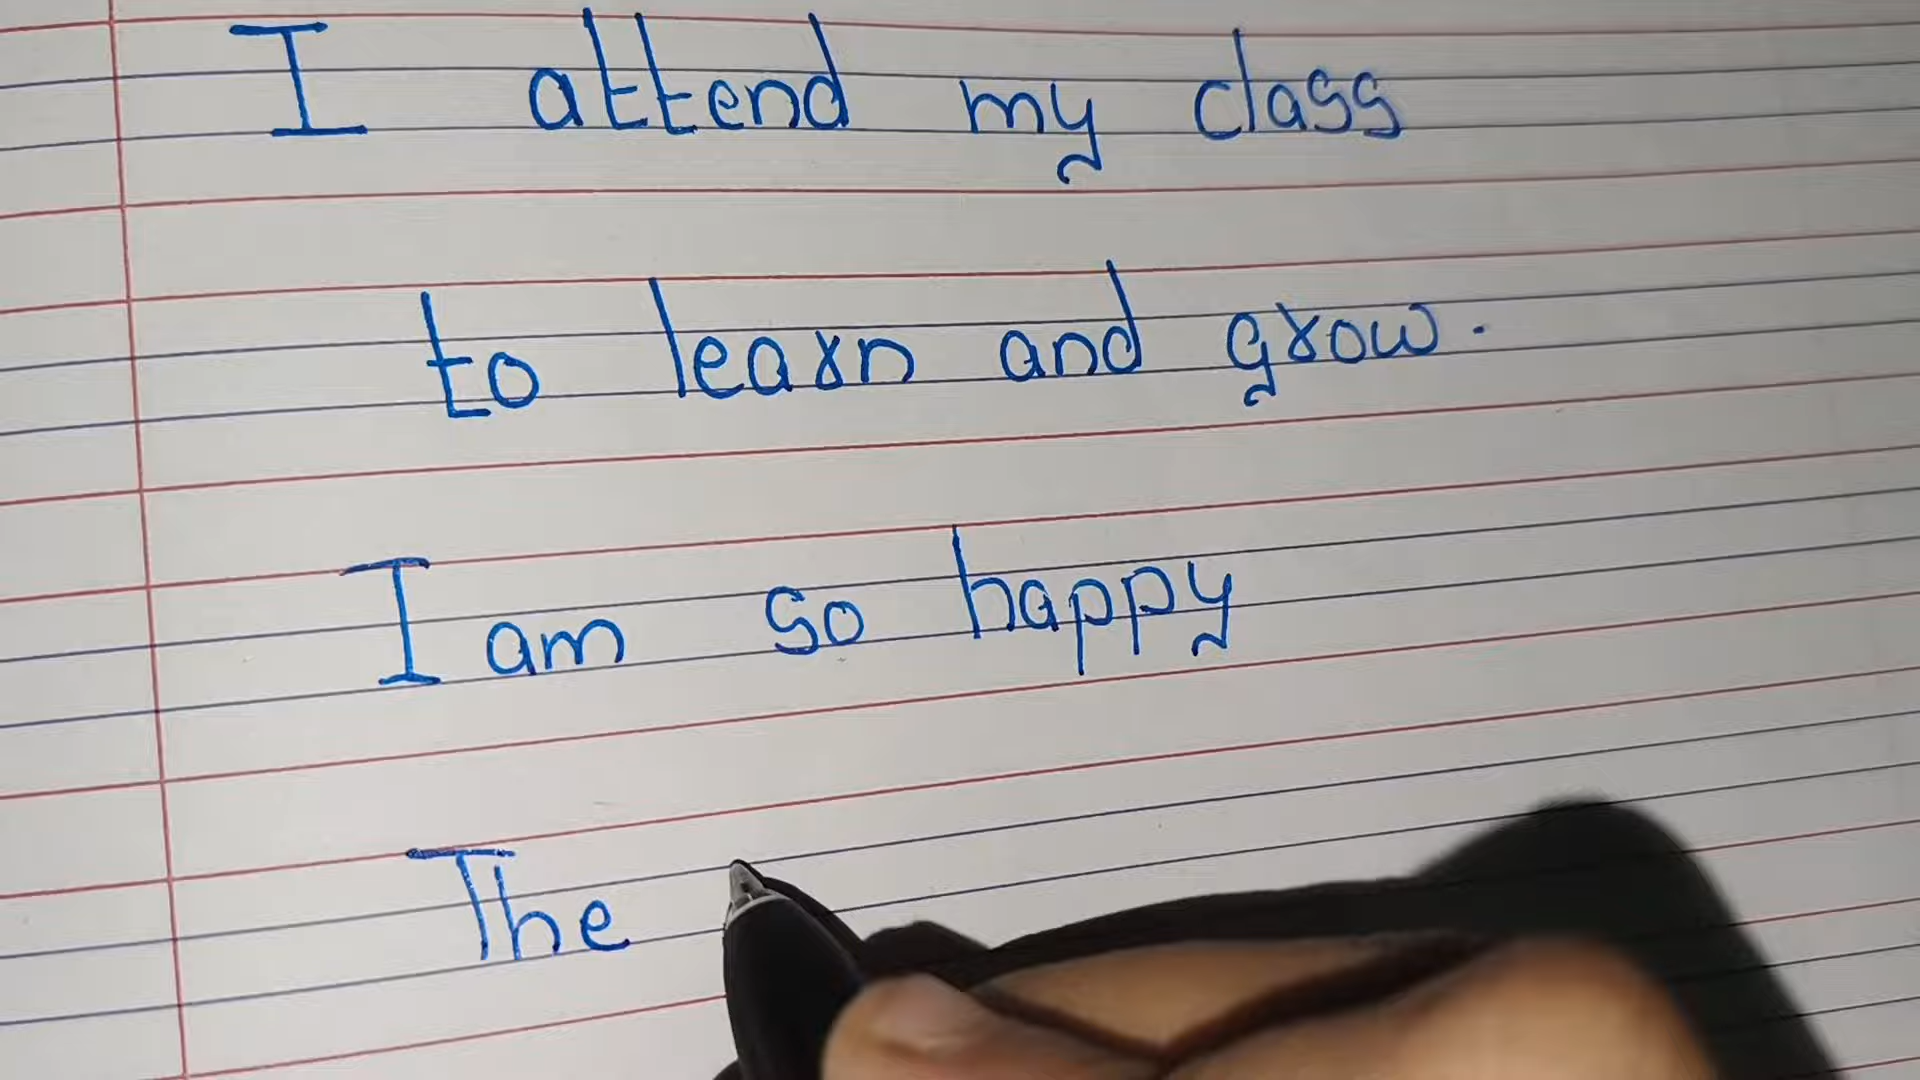 I attend my class
to learn and grow.
I am so happy
The